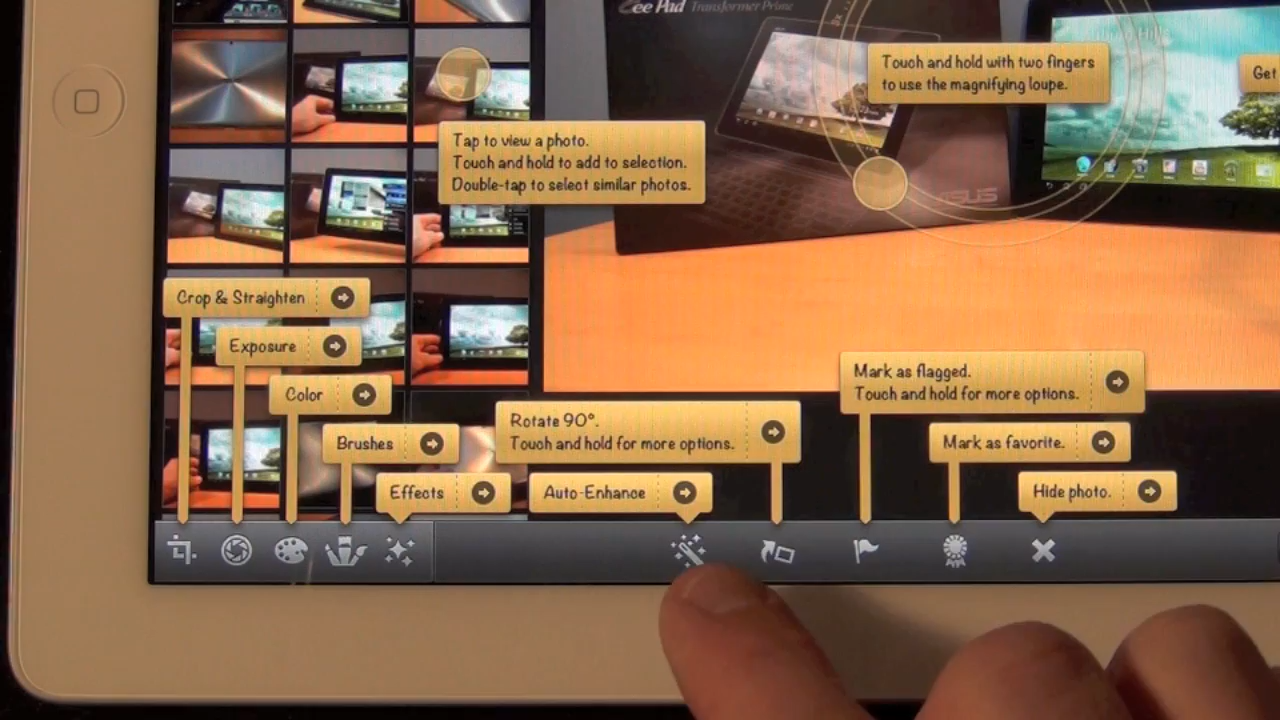 Eee Pad Transformer Prime
Touch and hold with two fingers
to use the magnifying loupe.
Get
Tap to view a photo.
Touch and hold to add to selection.
Double-tap to select similar photos.
ASUS
Crop & Straighten
Exposure
Color
Brushes
Effects
Rotate 90°.
Touch and hold for more options.
Auto-Enhance
Mark as flagged.
Touch and hold for more options.
Mark as favorite.
Hide photo.